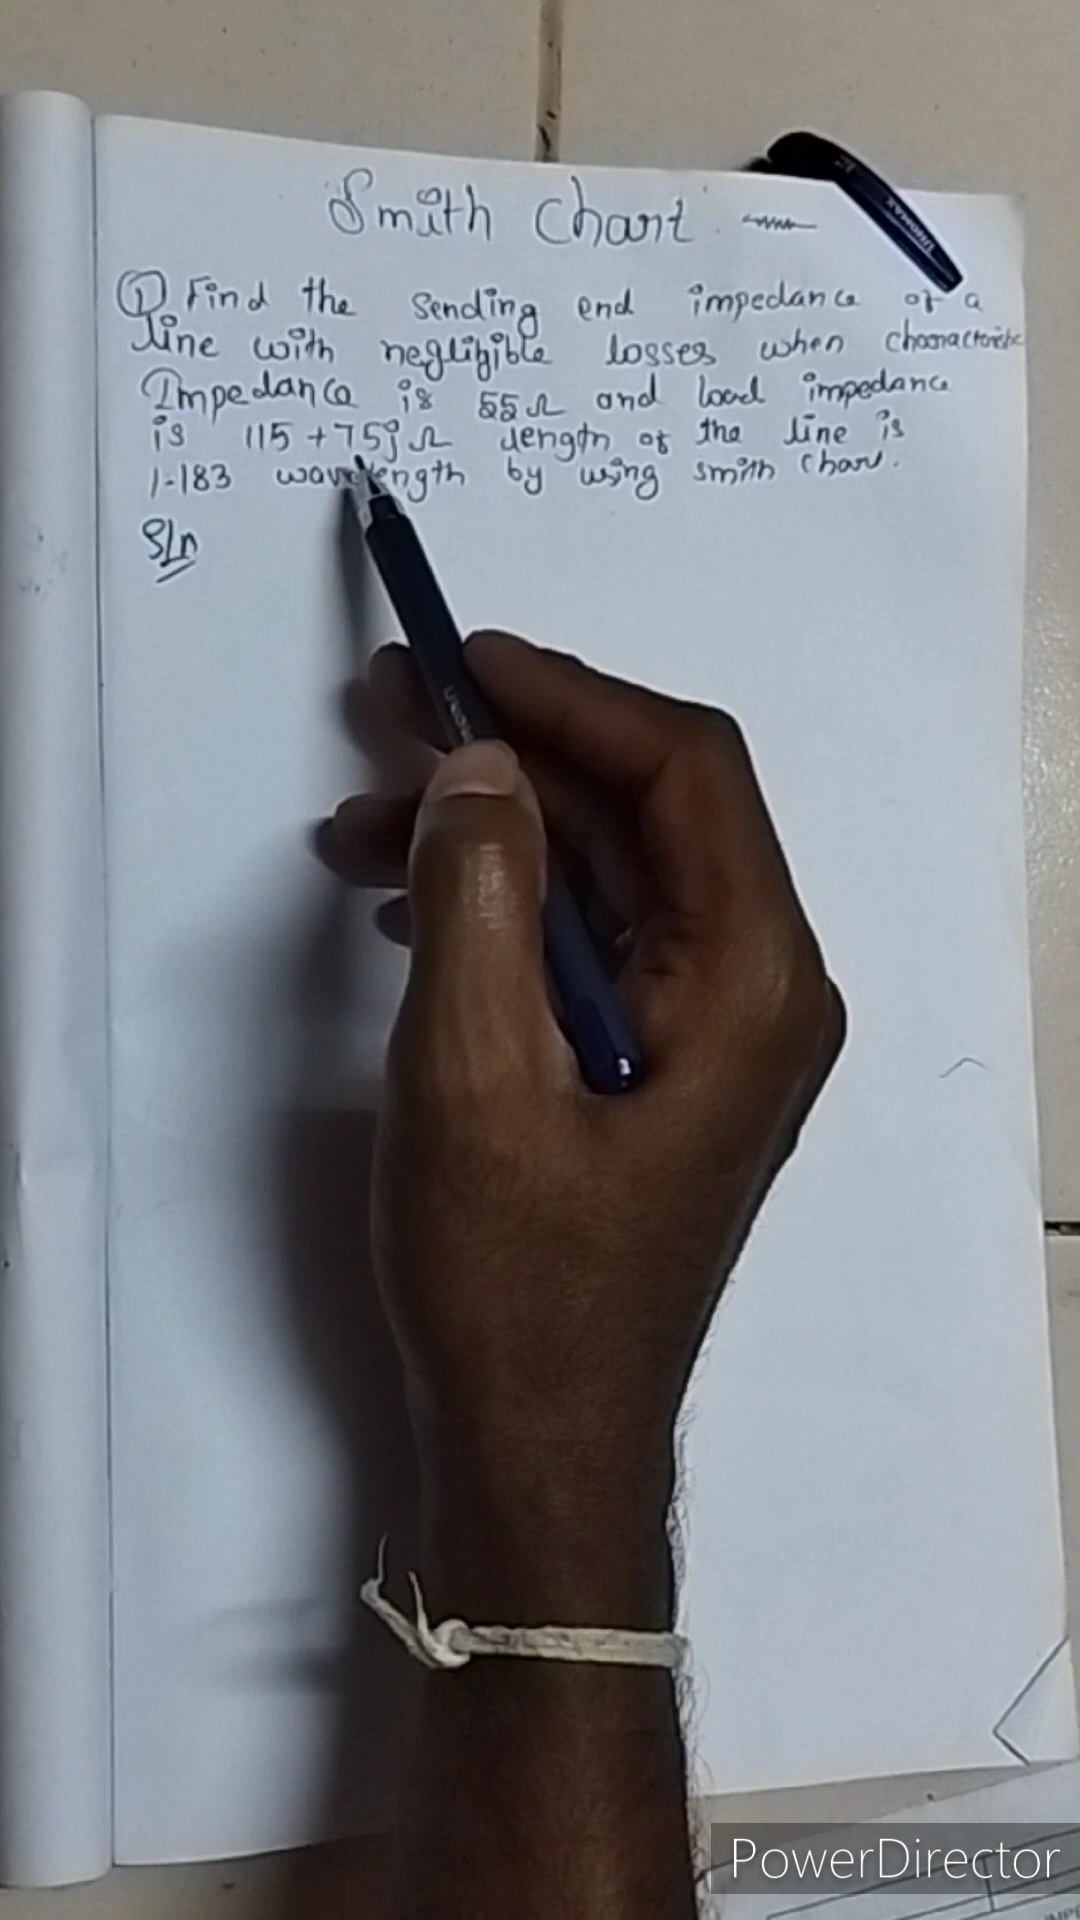 Smith Chart
① Find the sending end impedance of a
line with negligible losses when characteristic
Impedance is 55Ω and load impedance
is 115 + 75j Ω length of the line is
1.183 wavelength by using smith chart.
Sln
PowerDirector